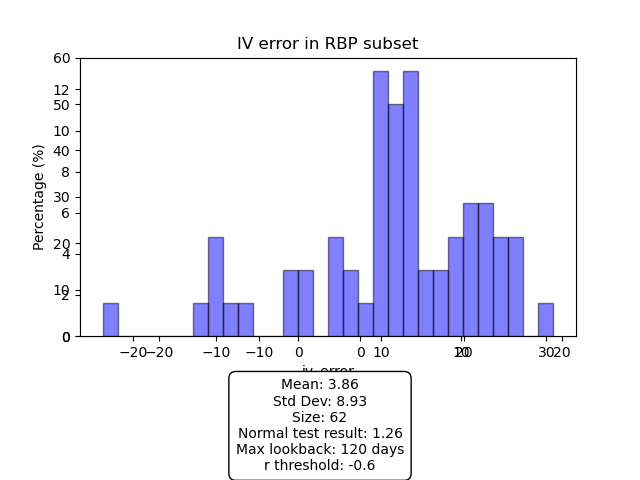 IV error in RBP subset
Percentage (%)
60
12
50
10
40
8
30
6
20
4
10
2
0
0
−20 −20 −10 −10 0 0 10 10 20 30 20
iv_error
Mean: 3.86
Std Dev: 8.93
Size: 62
Normal test result: 1.26
Max lookback: 120 days
r threshold: -0.6